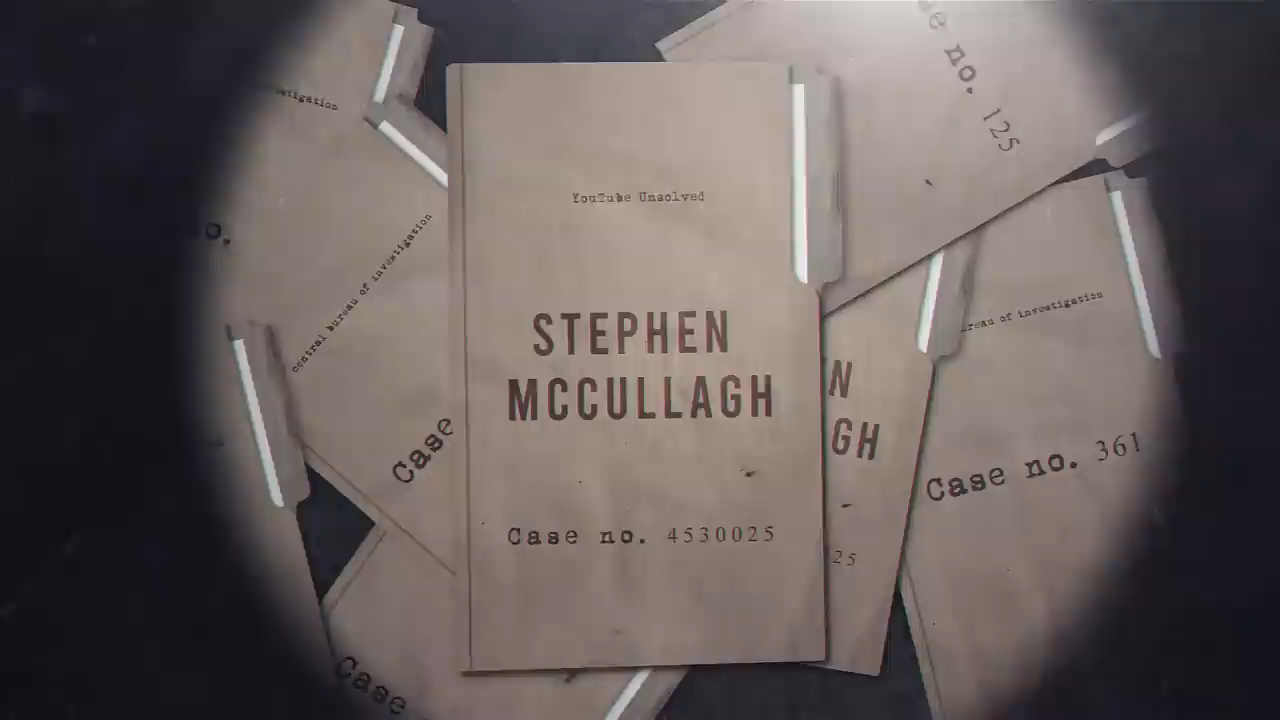 YouTube Unsolved
STEPHEN
MCCULLAGH
Case no. 4530025
no. 125
central bureau of investigation
Case
bureau of investigation
Case no. 361
N
GH
25
Case